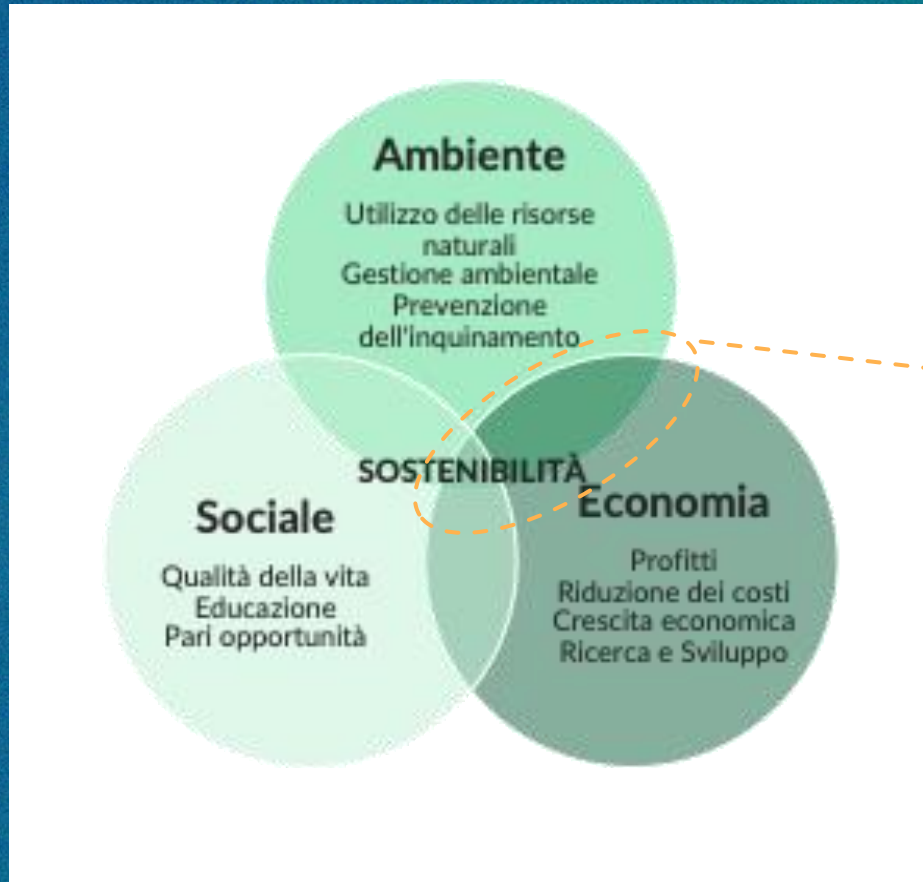 Ambiente
Utilizzo delle risorse
naturali
Gestione ambientale
Prevenzione
dell'inquinamento
SOSTENIBILITÀ
Sociale
Qualità della vita
Educazione
Pari opportunità
Economia
Profitti
Riduzione dei costi
Crescita economica
Ricerca e Sviluppo